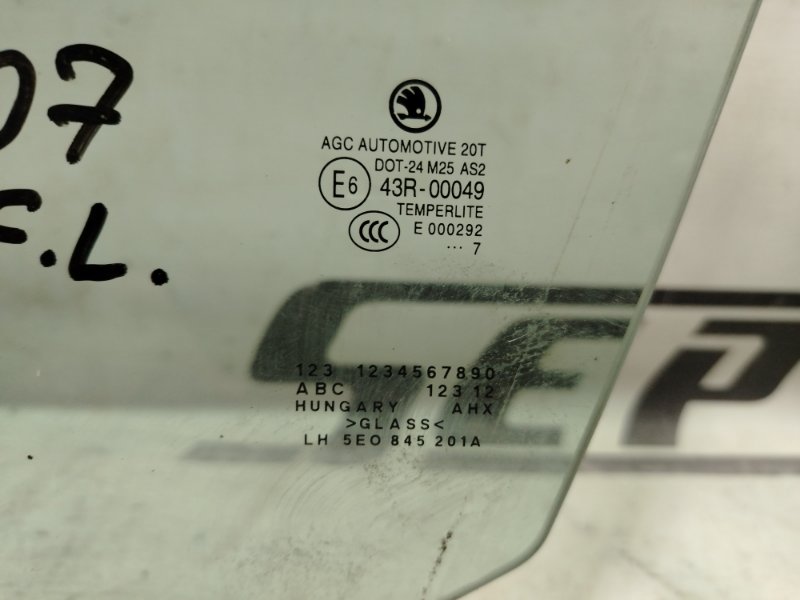 07
F.L.
AGC AUTOMOTIVE 20T
DOT-24 M25 AS2
E6 43R-00049
TEMPERLITE
CCC E 000292
... 7
123 1234567890
ABC 123 12
HUNGARY AHX
>GLASS<
LH 5E0 845 201A